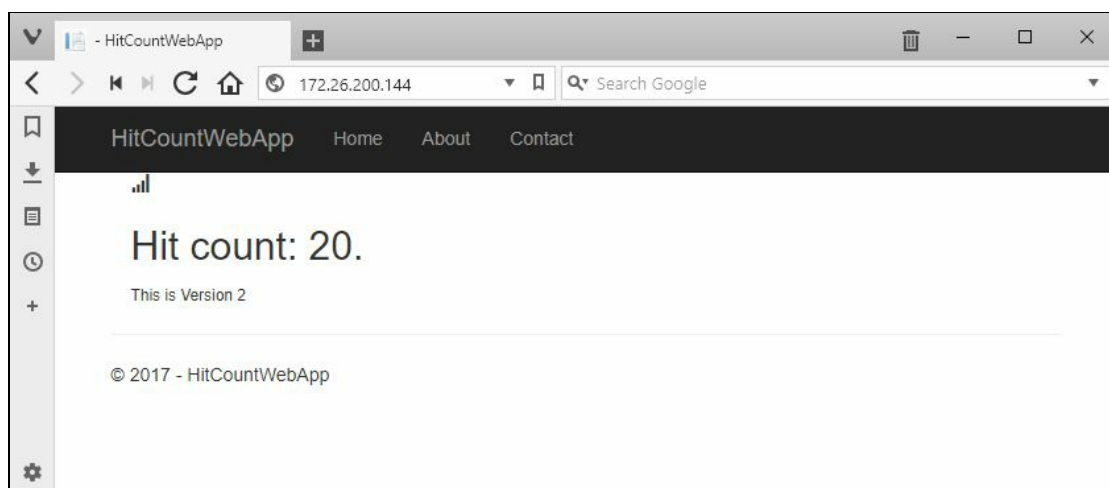 - HitCountWebApp
172.26.200.144
Search Google
HitCountWebApp Home About Contact
Hit count: 20.
This is Version 2
© 2017 - HitCountWebApp